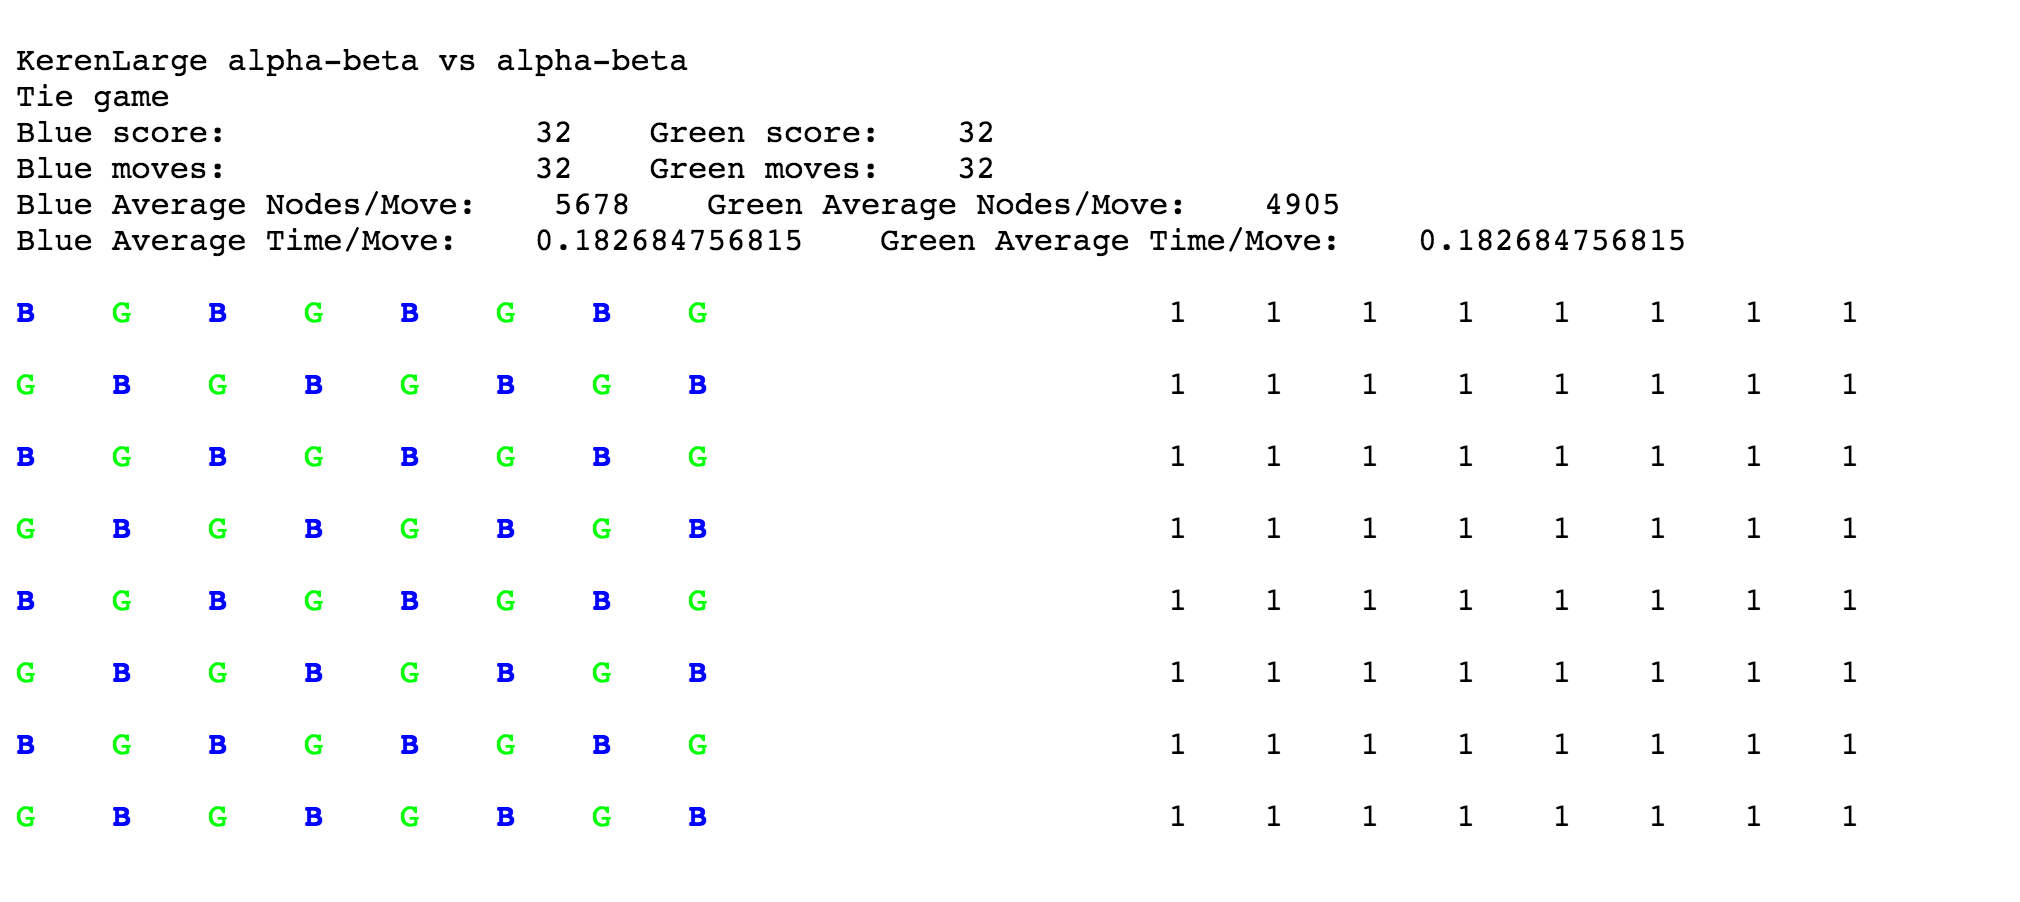 KerenLarge alpha-beta vs alpha-beta
Tie game
Blue score: 32 Green score: 32
Blue moves: 32 Green moves: 32
Blue Average Nodes/Move: 5678 Green Average Nodes/Move: 4905
Blue Average Time/Move: 0.182684756815 Green Average Time/Move: 0.182684756815
B G B G B G B G 1 1 1 1 1 1 1 1
G B G B G B G B 1 1 1 1 1 1 1 1
B G B G B G B G 1 1 1 1 1 1 1 1
G B G B G B G B 1 1 1 1 1 1 1 1
B G B G B G B G 1 1 1 1 1 1 1 1
G B G B G B G B 1 1 1 1 1 1 1 1
B G B G B G B G 1 1 1 1 1 1 1 1
G B G B G B G B 1 1 1 1 1 1 1 1